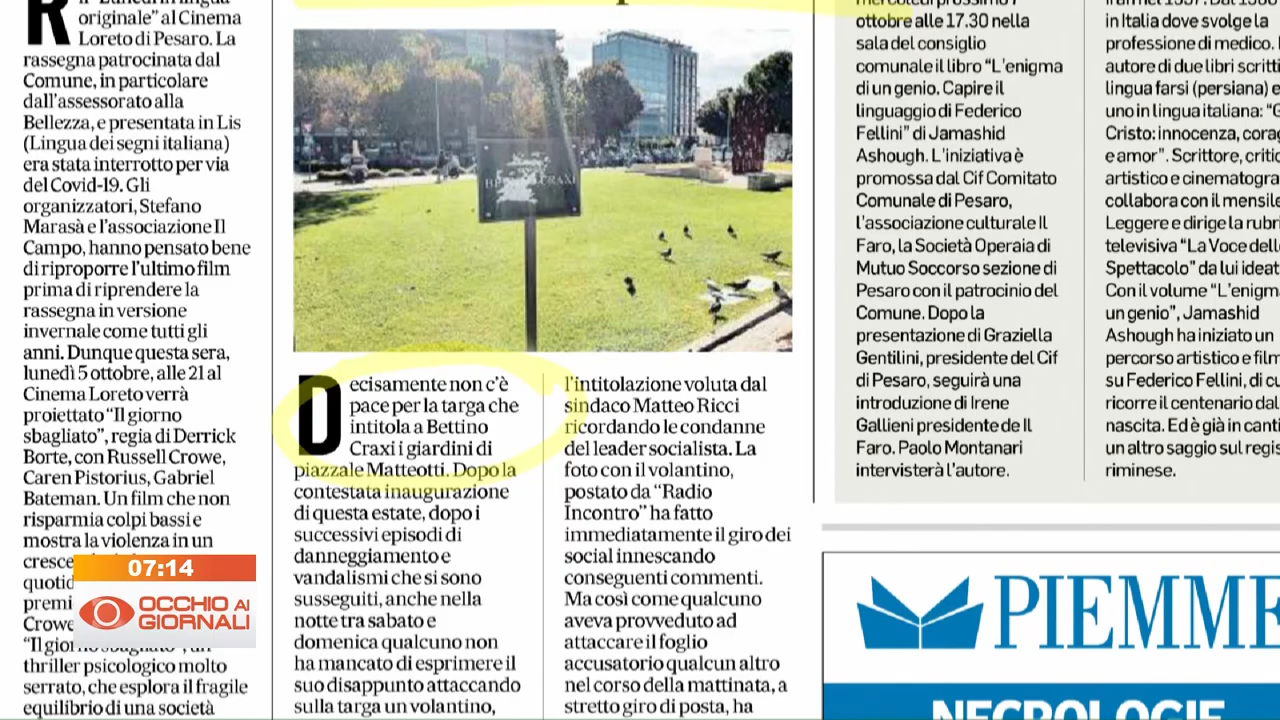 R
il "Lunedì in lingua
originale" al Cinema
Loreto di Pesaro. La
rassegna patrocinata dal
Comune, in particolare
dall'assessorato alla
Bellezza, e presentata in Lis
(Lingua dei segni italiana)
era stata interrotto per via
del Covid-19. Gli
organizzatori, Stefano
Marasà e l'associazione Il
Campo, hanno pensato bene
di riproporre l'ultimo film
prima di riprendere la
rassegna in versione
invernale come tutti gli
anni. Dunque questa sera,
lunedì 5 ottobre, alle 21 al
Cinema Loreto verrà
proiettato "Il giorno
sbagliato", regia di Derrick
Borte, con Russell Crowe,
Caren Pistorius, Gabriel
Bateman. Un film che non
risparmia colpi bassi e
mostra la violenza in un
thriller psicologico molto
serrato, che esplora il fragile
equilibrio di una società
07:14
OCCHIO AI
GIORNALI
Decisamente non c'è
pace per la targa che
intitola a Bettino
Craxi i giardini di
piazzale Matteotti. Dopo la
contestata inaugurazione
di questa estate, dopo i
successivi episodi di
danneggiamento e
vandalismi che si sono
susseguiti, anche nella
notte tra sabato e
domenica qualcuno non
ha mancato di esprimere il
suo disappunto attaccando
sulla targa un volantino,
l'intitolazione voluta dal
sindaco Matteo Ricci
ricordando le condanne
del leader socialista. La
foto con il volantino,
postato da "Radio
Incontro" ha fatto
immediatamente il giro dei
social innescando
conseguenti commenti.
Ma così come qualcuno
aveva provveduto ad
attaccare il foglio
accusatorio qualcun altro
nel corso della mattinata, a
stretto giro di posta, ha
mercoledì prossimo 7
ottobre alle 17.30 nella
sala del consiglio
comunale il libro "L'enigma
di un genio. Capire il
linguaggio di Federico
Fellini" di Jamashid
Ashough. L'iniziativa è
promossa dal Cif Comitato
Comunale di Pesaro,
l'associazione culturale Il
Faro, la Società Operaia di
Mutuo Soccorso sezione di
Pesaro con il patrocinio del
Comune. Dopo la
presentazione di Graziella
Gentilini, presidente del Cif
di Pesaro, seguirà una
introduzione di Irene
Gallieni presidente de Il
Faro. Paolo Montanari
intervisterà l'autore.
in Italia dove svolge la
professione di medico.
autore di due libri scritti
lingua farsi (persiana) e
uno in lingua italiana: "G
Cristo: innocenza, cora
e amor". Scrittore, critic
artistico e cinematogra
collabora con il mensile
Leggere e dirige la rubri
televisiva "La Voce dello
Spettacolo" da lui ideat
Con il volume "L'enigm
un genio", Jamashid
Ashough ha iniziato un
percorso artistico e film
su Federico Fellini, di cu
ricorre il centenario dal
nascita. Ed è già in canti
un altro saggio sul regis
riminese.
PIEMME
NECROLOGIE